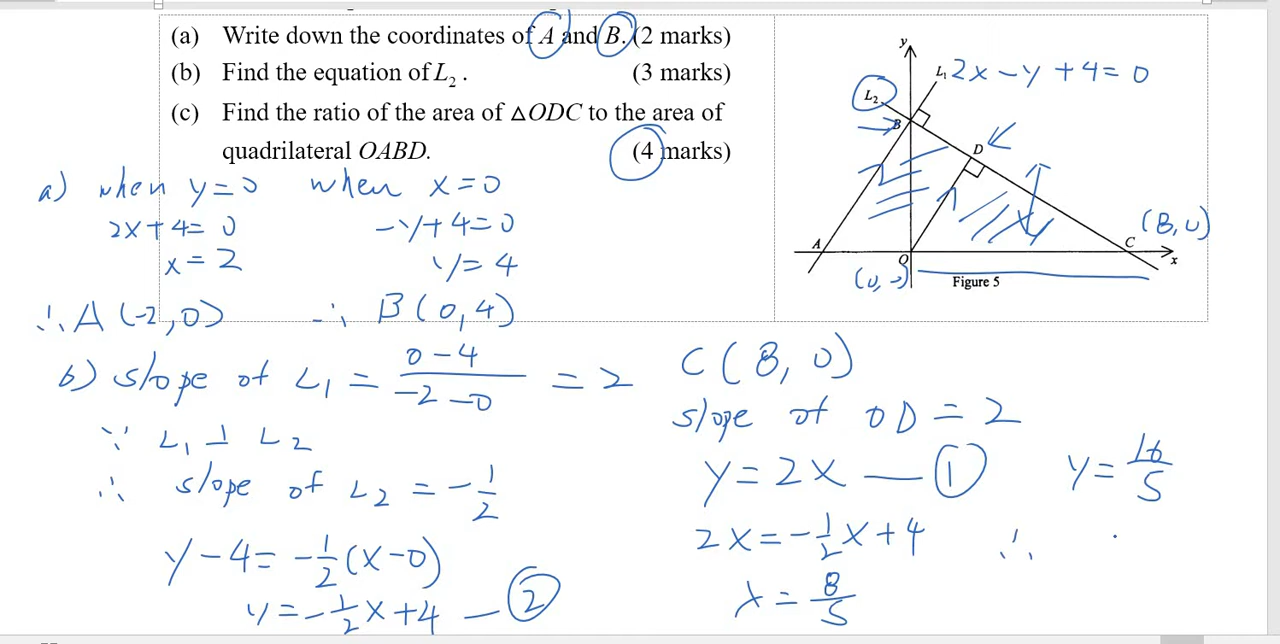 (a) Write down the coordinates of A and B. (2 marks)
(b) Find the equation of L₂. (3 marks)
(c) Find the ratio of the area of △ODC to the area of
quadrilateral OABD. (4 marks)
y
L₁ 2x - y + 4 = 0
L₂
B
D
(8, 0)
A
C
O
x
Figure 5
a) when y = 0 when x = 0
2x + 4 = 0 -y + 4 = 0
x = 2 y = 4
∴ A (-2, 0) ∴ B (0, 4)
b) slope of L₁ = (0 - 4)/(-2 - 0) = 2
∵ L₁ ⊥ L₂
∴ slope of L₂ = -1/2
y - 4 = -1/2 (x - 0)
y = -1/2 x + 4 — ②
C (8, 0)
slope of OD = 2
y = 2x — ①
y = 16/5
2x = -1/2 x + 4 ∴
x = 8/5